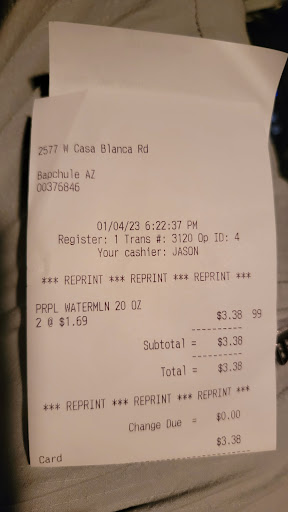 2577 W Casa Blanca Rd
Bapchule AZ
00376846
01/04/23 6:22:37 PM
Register: 1 Trans #: 3120 Op ID: 4
Your cashier: JASON
*** REPRINT *** REPRINT *** REPRINT ***
PRPL WATERMLN 20 OZ
2 @ $1.69 $3.38 99
----------
Subtotal = $3.38
----------
Total = $3.38
*** REPRINT *** REPRINT *** REPRINT ***
Change Due = $0.00
$3.38
Card